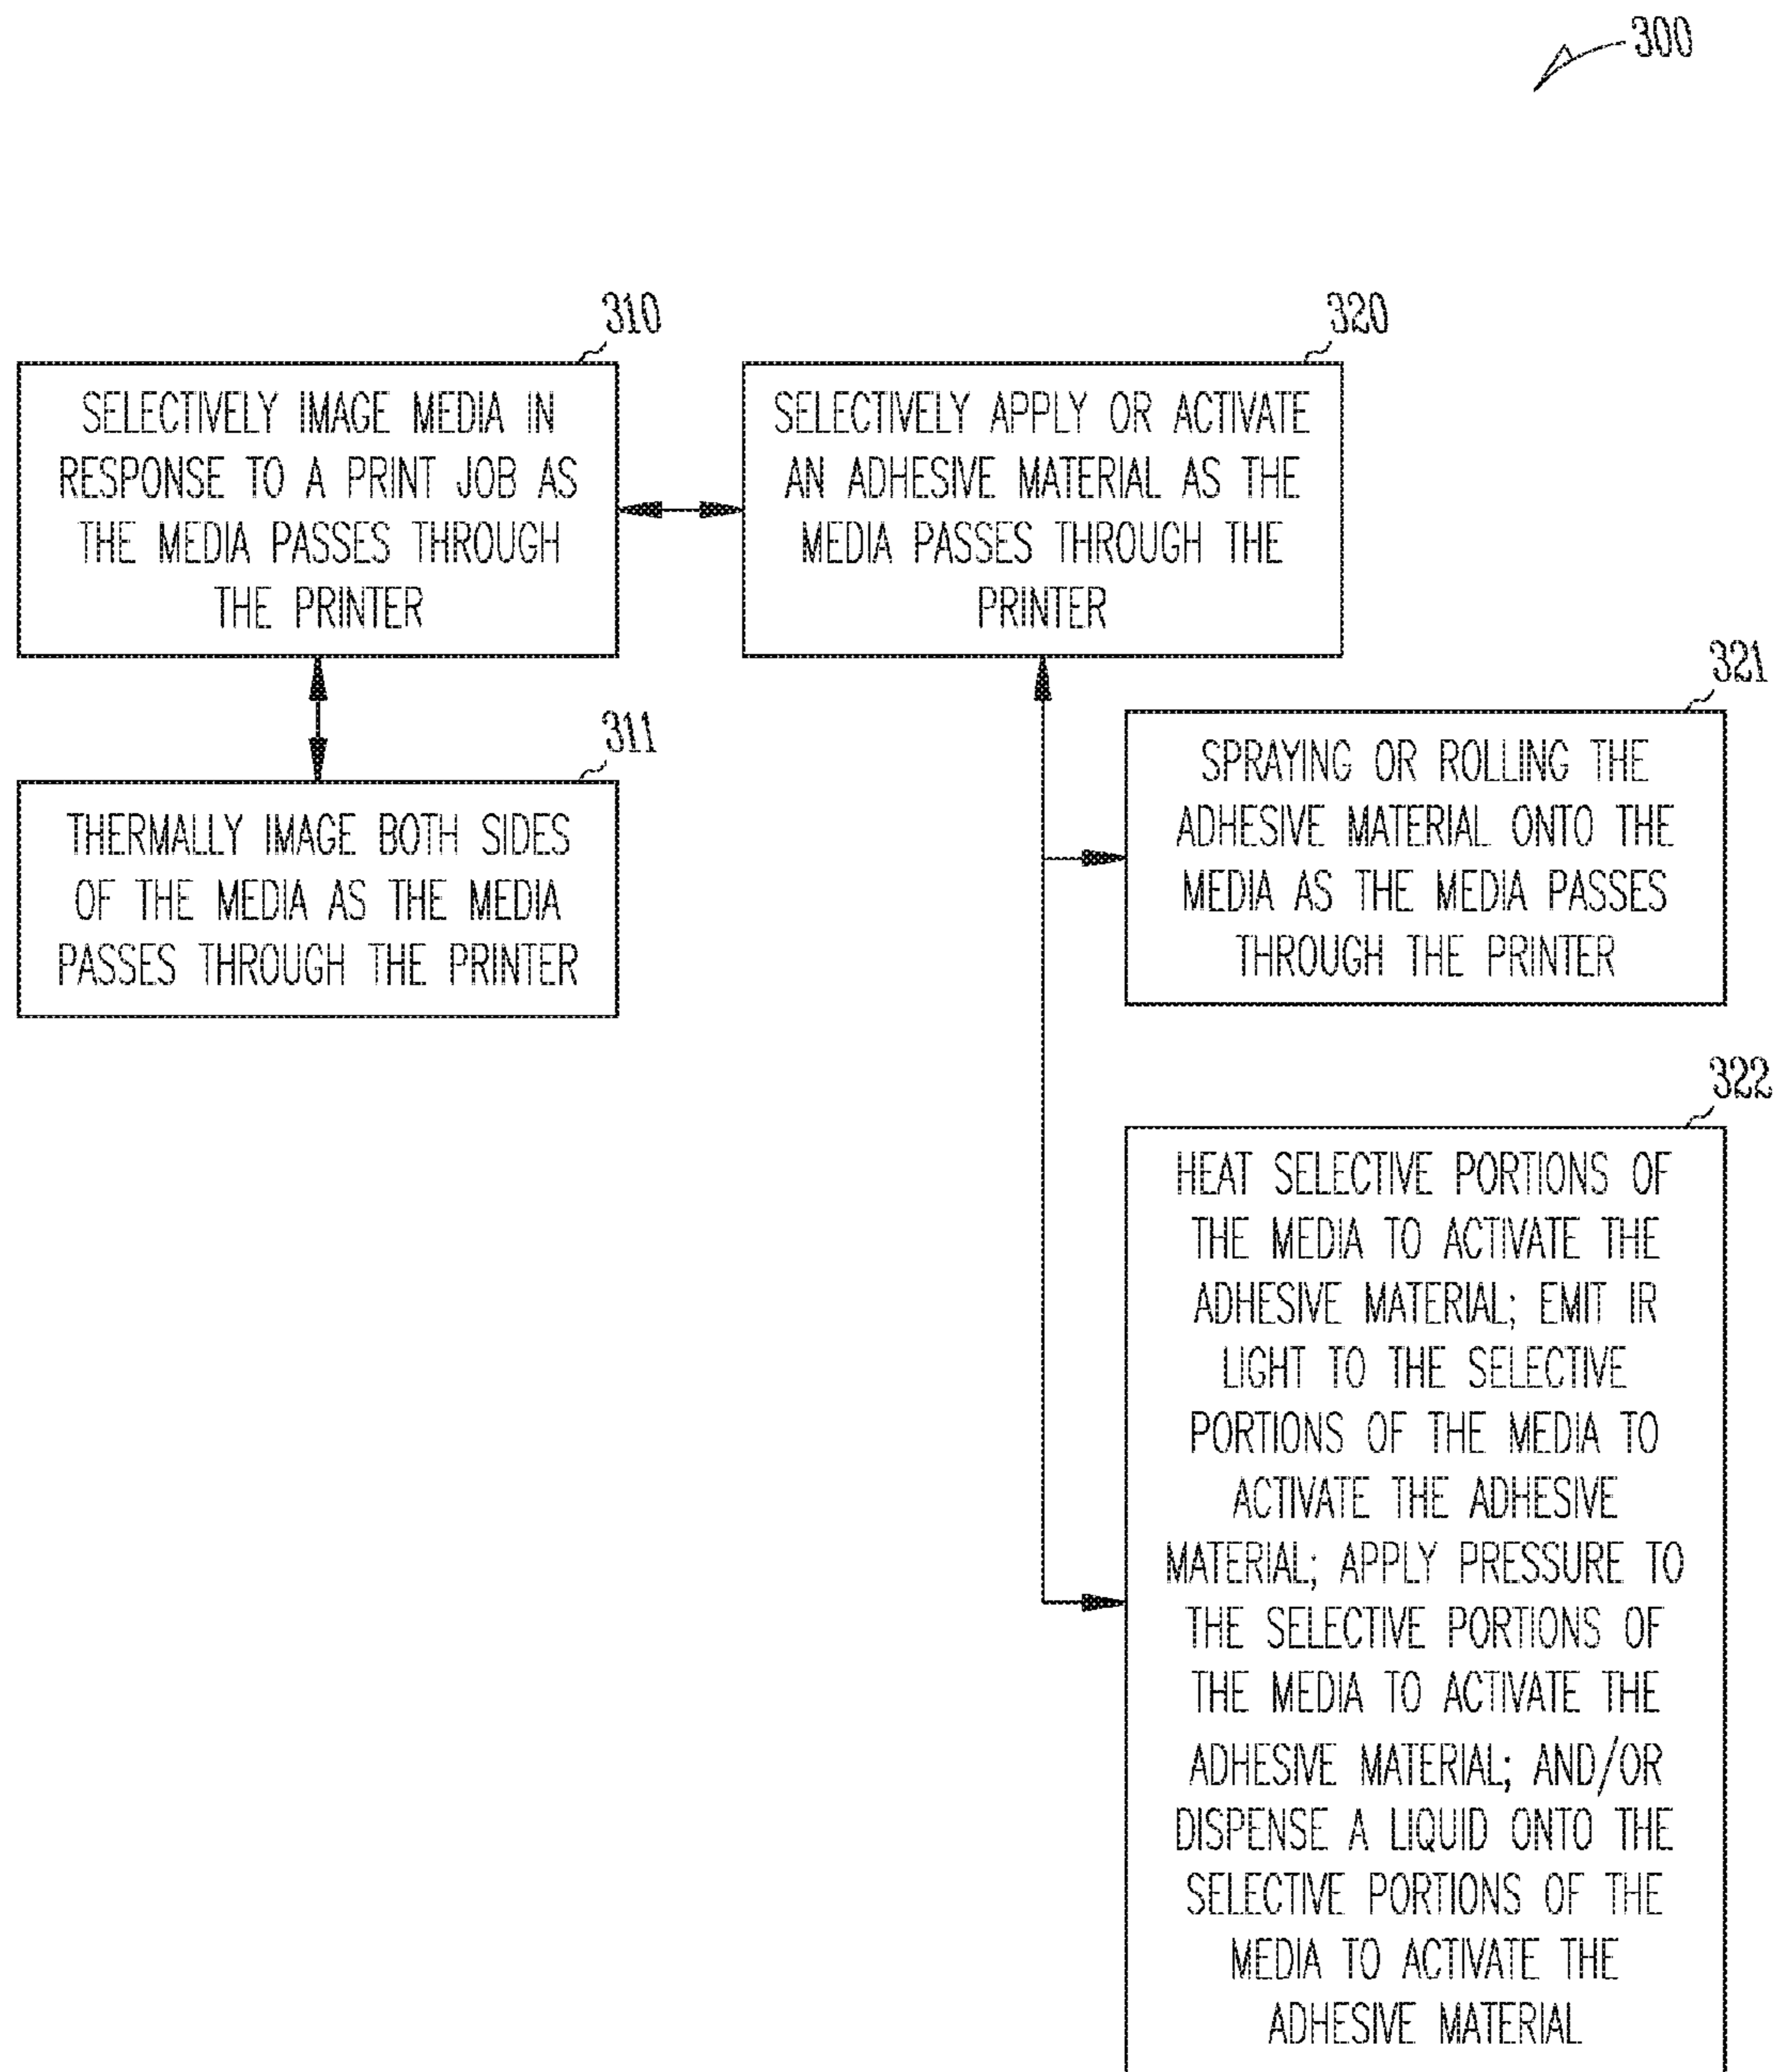 300
310
SELECTIVELY IMAGE MEDIA IN
RESPONSE TO A PRINT JOB AS
THE MEDIA PASSES THROUGH
THE PRINTER
320
SELECTIVELY APPLY OR ACTIVATE
AN ADHESIVE MATERIAL AS THE
MEDIA PASSES THROUGH THE
PRINTER
311
THERMALLY IMAGE BOTH SIDES
OF THE MEDIA AS THE MEDIA
PASSES THROUGH THE PRINTER
321
SPRAYING OR ROLLING THE
ADHESIVE MATERIAL ONTO THE
MEDIA AS THE MEDIA PASSES
THROUGH THE PRINTER
322
HEAT SELECTIVE PORTIONS OF
THE MEDIA TO ACTIVATE THE
ADHESIVE MATERIAL; EMIT IR
LIGHT TO THE SELECTIVE
PORTIONS OF THE MEDIA TO
ACTIVATE THE ADHESIVE
MATERIAL; APPLY PRESSURE TO
THE SELECTIVE PORTIONS OF
THE MEDIA TO ACTIVATE THE
ADHESIVE MATERIAL; AND/OR
DISPENSE A LIQUID ONTO THE
SELECTIVE PORTIONS OF THE
MEDIA TO ACTIVATE THE
ADHESIVE MATERIAL